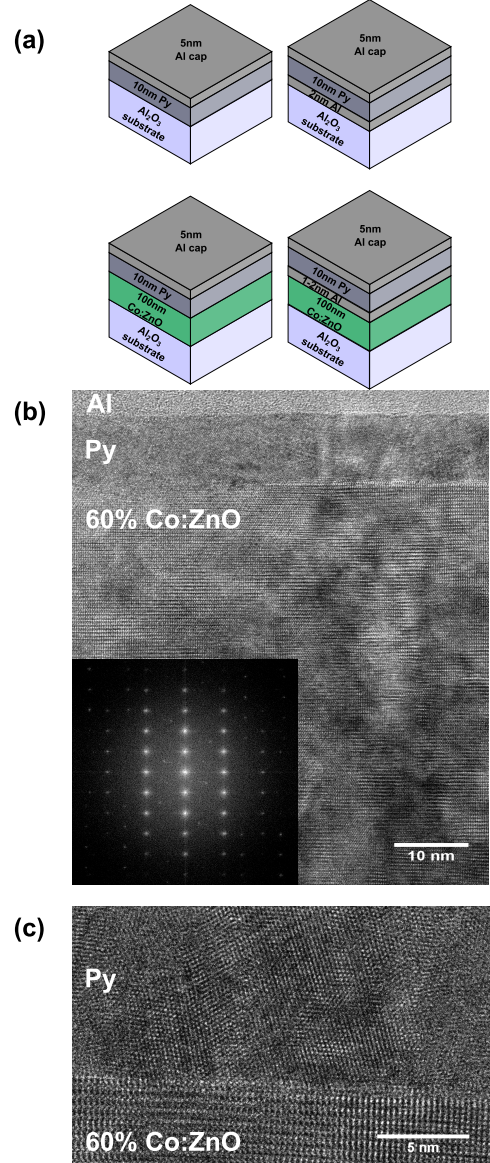 (a)
5nm
Al cap
10nm Py
Al2O3
substrate
5nm
Al cap
10nm Py
2nm Al
Al2O3
substrate
5nm
Al cap
10nm Py
100nm
Co:ZnO
Al2O3
substrate
5nm
Al cap
10nm Py
1-2nm Al
100nm
Co:ZnO
Al2O3
substrate
(b)
Al
Py
60% Co:ZnO
10 nm
(c)
Py
60% Co:ZnO
5 nm